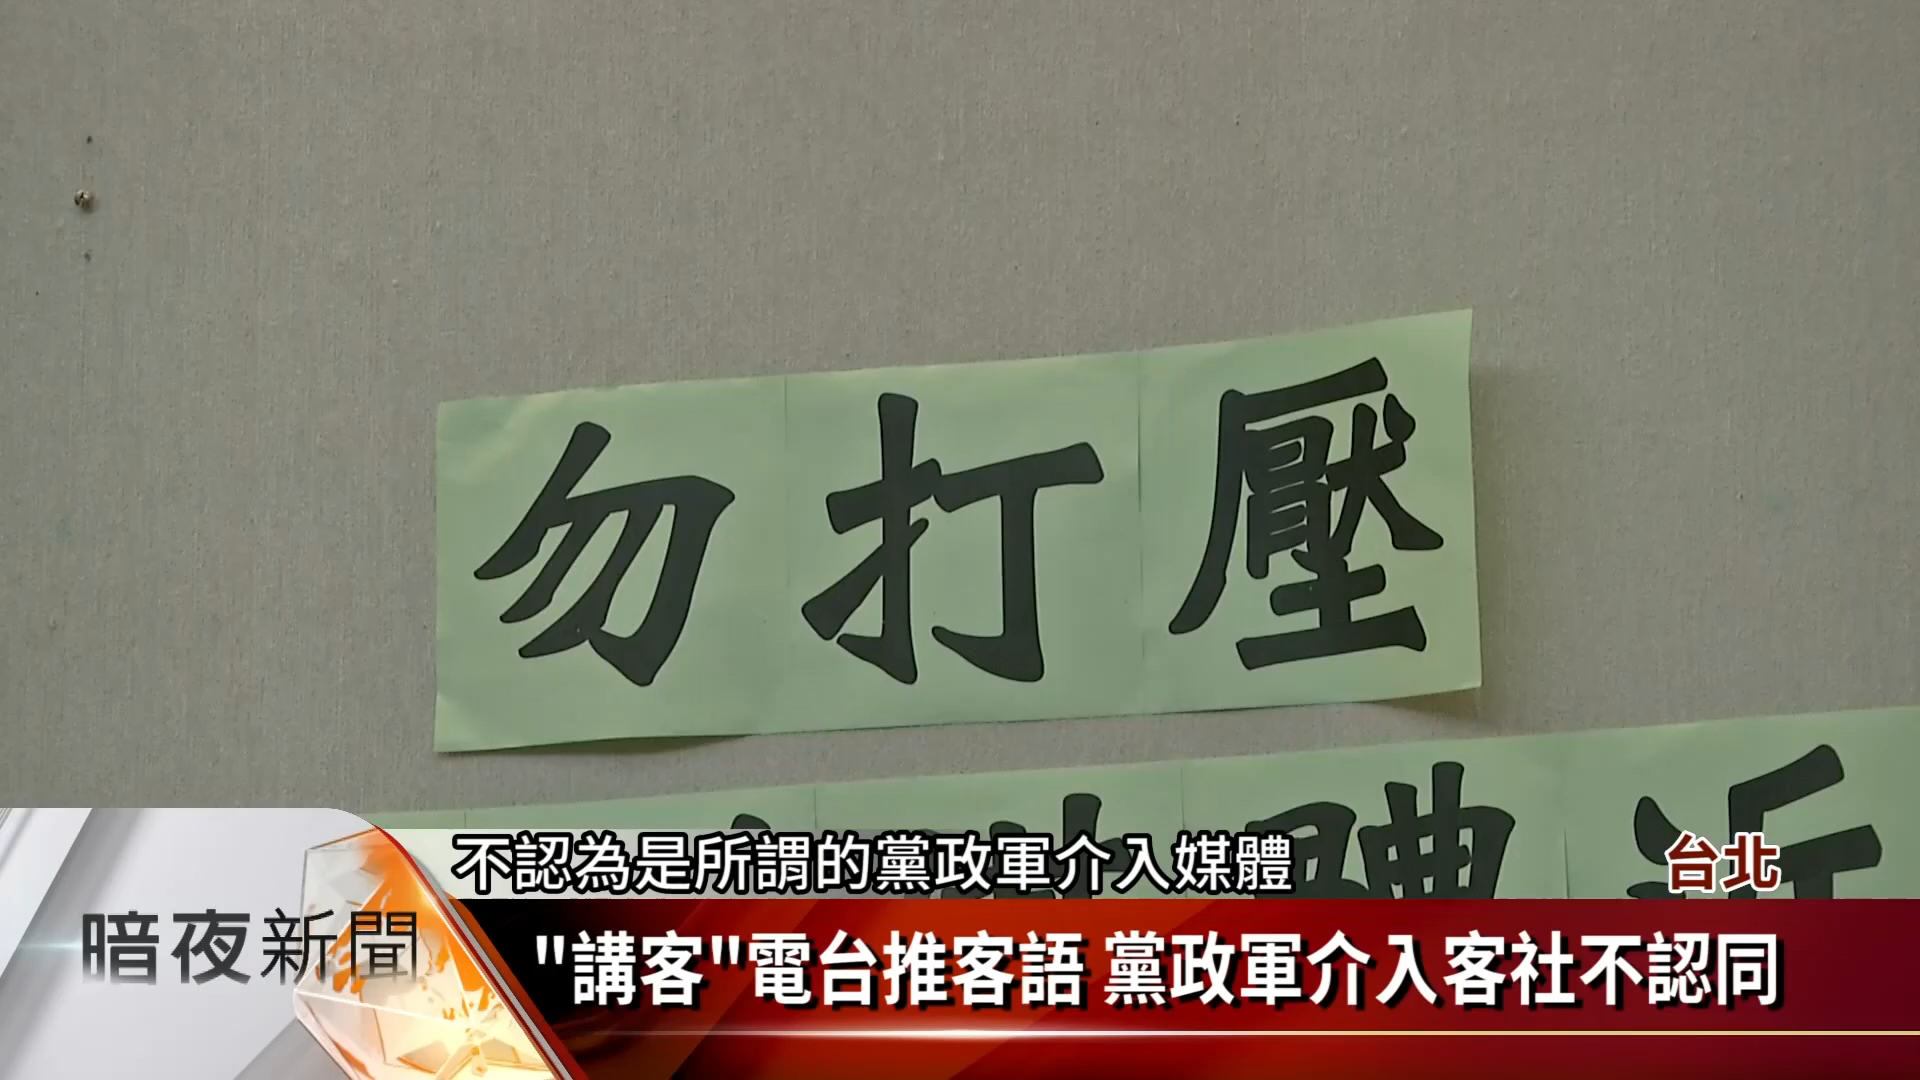 勿打壓
不認為是所謂的黨政軍介入媒體
台北
暗夜新聞
"講客"電台推客語 黨政軍介入客社不認同